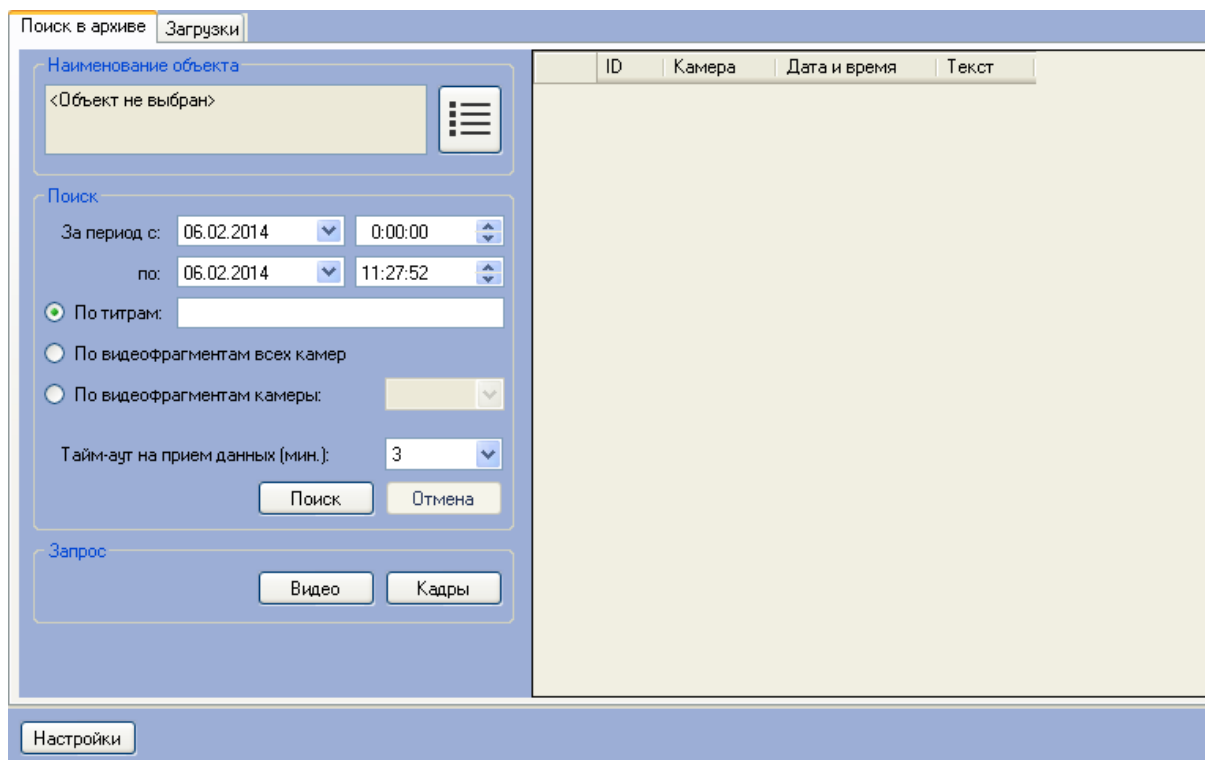 Поиск в архиве Загрузки
Наименование объекта
<Объект не выбран>
Поиск
За период с: 06.02.2014 0:00:00
по: 06.02.2014 11:27:52
По титрам:
По видеофрагментам всех камер
По видеофрагментам камеры:
Тайм-аут на прием данных (мин.): 3
Поиск Отмена
Запрос
Видео Кадры
ID Камера Дата и время Текст
Настройки